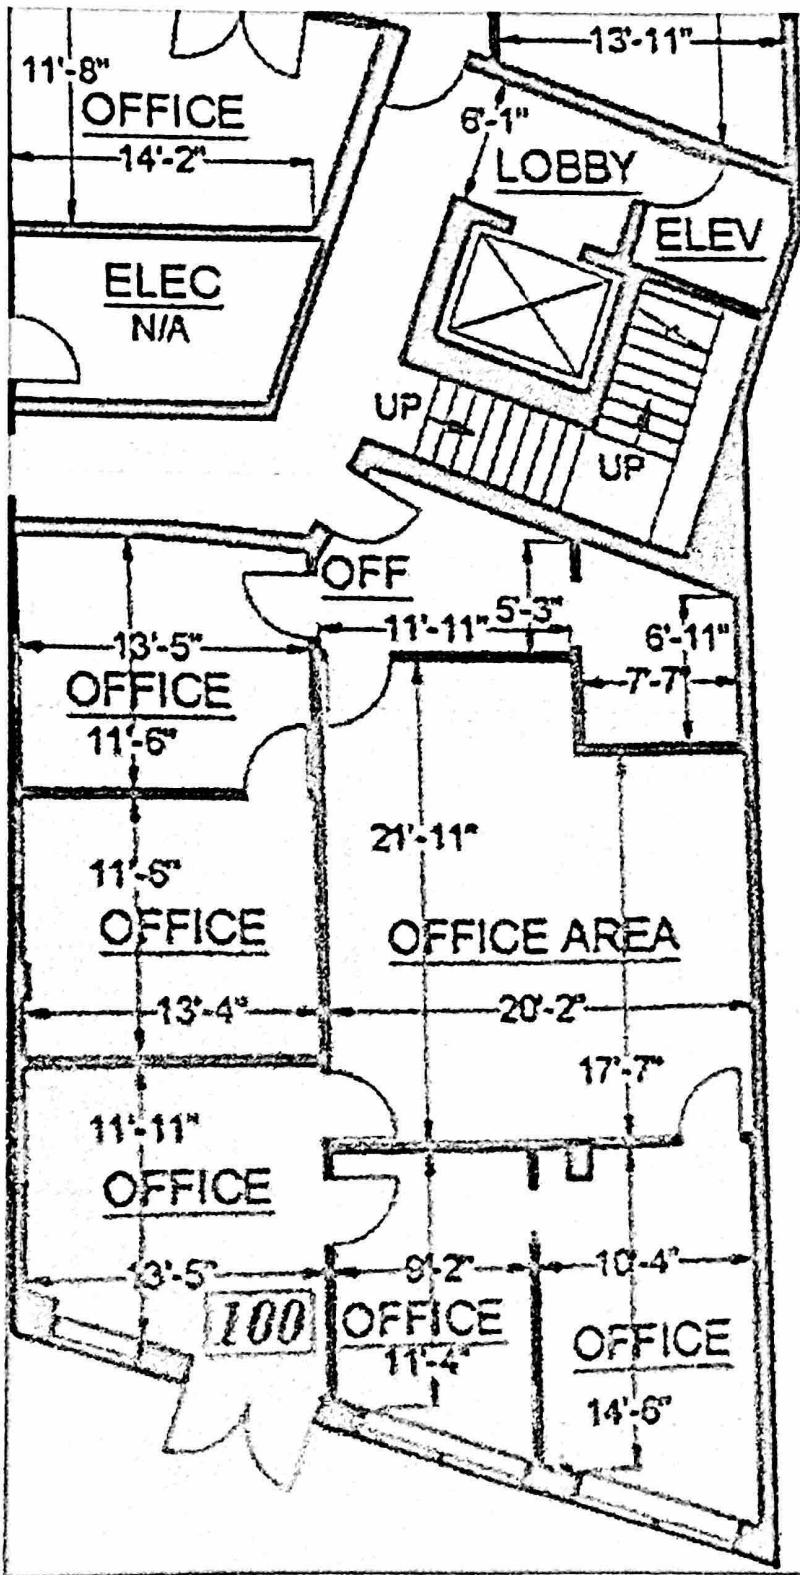 13'-11"
11'-8"
OFFICE
14'-2"
6'-1"
LOBBY
ELEV
ELEC
N/A
UP
UP
OFF
5'-3"
11'-11"
6'-11"
7'-7"
13'-5"
OFFICE
11'-6"
21'-11"
11'-6"
OFFICE
OFFICE AREA
13'-4"
20'-2"
17'-7"
11'-11"
OFFICE
13'-5"
9'-2"
10'-4"
100
OFFICE
11'-4"
OFFICE
14'-6"